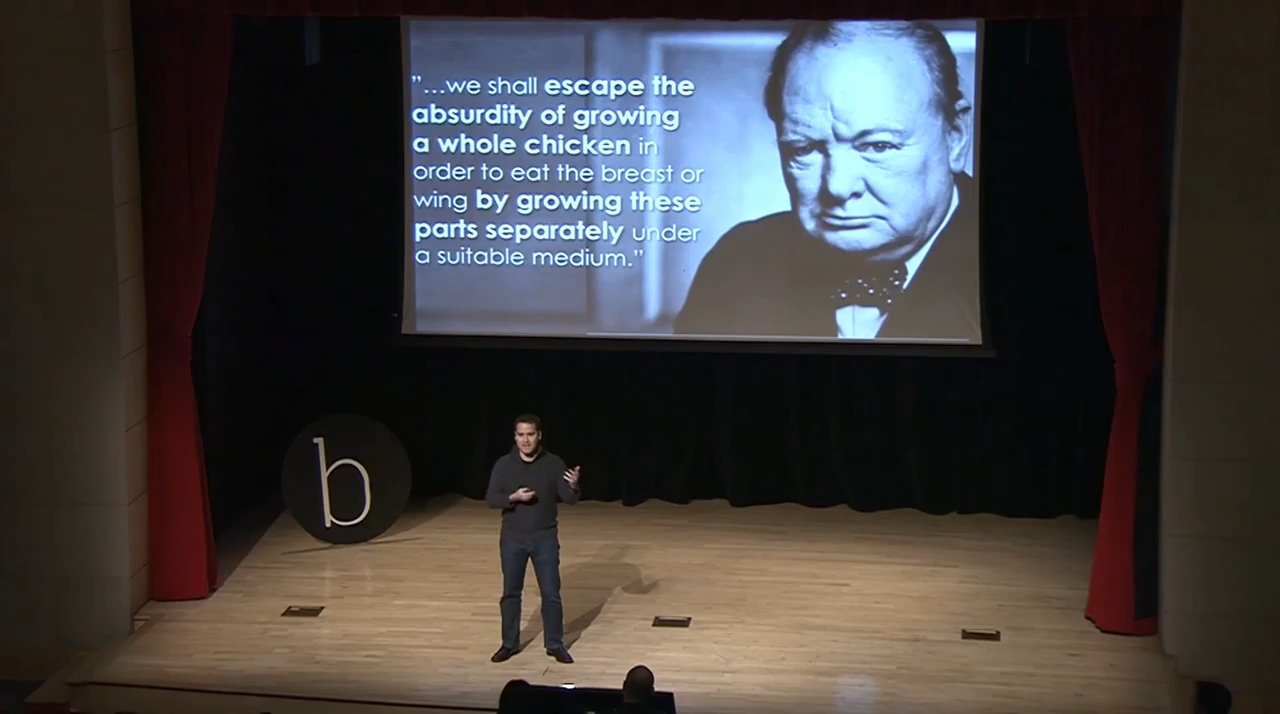 "...we shall escape the
absurdity of growing
a whole chicken in
order to eat the breast or
wing by growing these
parts separately under
a suitable medium."
b